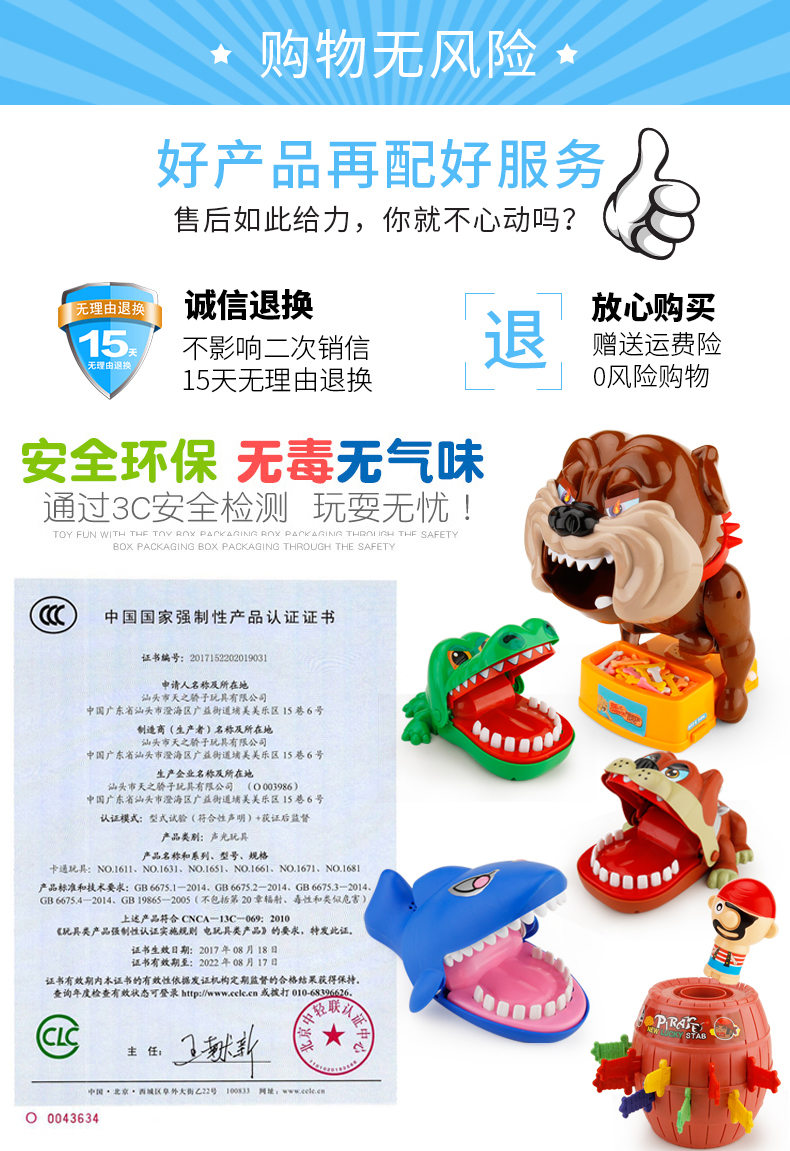 购物无风险
好产品再配好服务
售后如此给力，你就不心动吗？
无理由退换
15天
无理由退换
诚信退换
不影响二次销信
15天无理由退换
退
放心购买
赠送运费险
0风险购物
安全环保 无毒无气味
通过3C安全检测 玩耍无忧！
TOY FUN WITH THE TOY BOX PACKAGING BOX PACKAGING THROUGH THE SAFETY
BOX PACKAGING BOX PACKAGING THROUGH THE SAFETY
CCC
中国国家强制性产品认证证书
证书编号：2017152202019031
申请人名称及所在地
汕头市天之骄子玩具有限公司
中国广东省汕头市澄海区广益街道埔美美乐区 15 巷 6 号
制造商（生产者）名称及所在地
汕头市天之骄子玩具有限公司
中国广东省汕头市澄海区广益街道埔美美乐区 15 巷 6 号
生产企业名称及所在地
汕头市天之骄子玩具有限公司 （O 003986）
中国广东省汕头市澄海区广益街道埔美美乐区 15 巷 6 号
认证模式：型式试验（符合性声明）+获证后监督
产品类别：声光玩具
产品名称和系列、型号、规格
卡通玩具：NO.1611、NO.1631、NO.1651、NO.1661、NO.1671、NO.1681
产品标准和技术要求：GB 6675.1—2014、GB 6675.2—2014、GB 6675.3—2014、
GB 6675.4—2014、GB 19865—2005（不包括第 20 章辐射、毒性和类似危害）
上述产品符合 CNCA—13C—069：2010
《玩具类产品强制性认证实施规则 电玩具类产品》的要求，特发此证。
证书生效日期：2017 年 08 月 18 日
证书有效期至：2022 年 08 月 17 日
证书有效期内本证书的有效性依据发证机构定期监督的合格结果获得保持。
查询年度检查有效状态可登录 http://www.cclc.cn 或拨打 010-68396626。
CLC
主 任：
北京中轻联认证中心
中国·北京·西城区阜外大街乙22号 100833 网址：www.cclc.cn
O 0043634
PIRATE
NEW LUCKY STAB